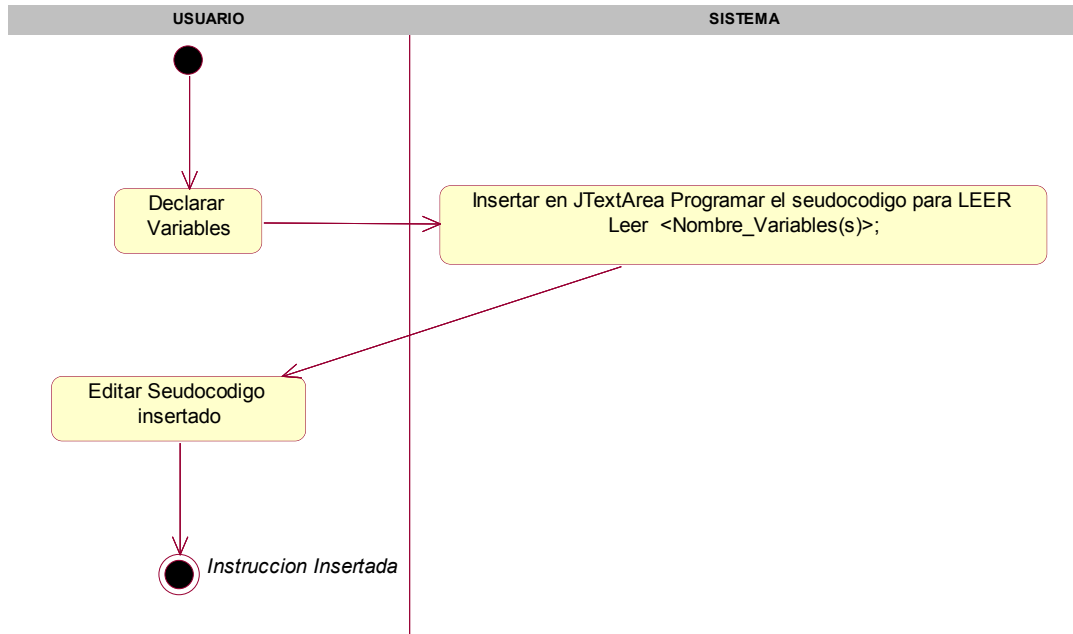 USUARIO
SISTEMA
Declarar
Variables
Insertar en JTextArea Programar el seudocodigo para LEER
Leer <Nombre_Variables(s)>;
Editar Seudocodigo
insertado
Instruccion Insertada